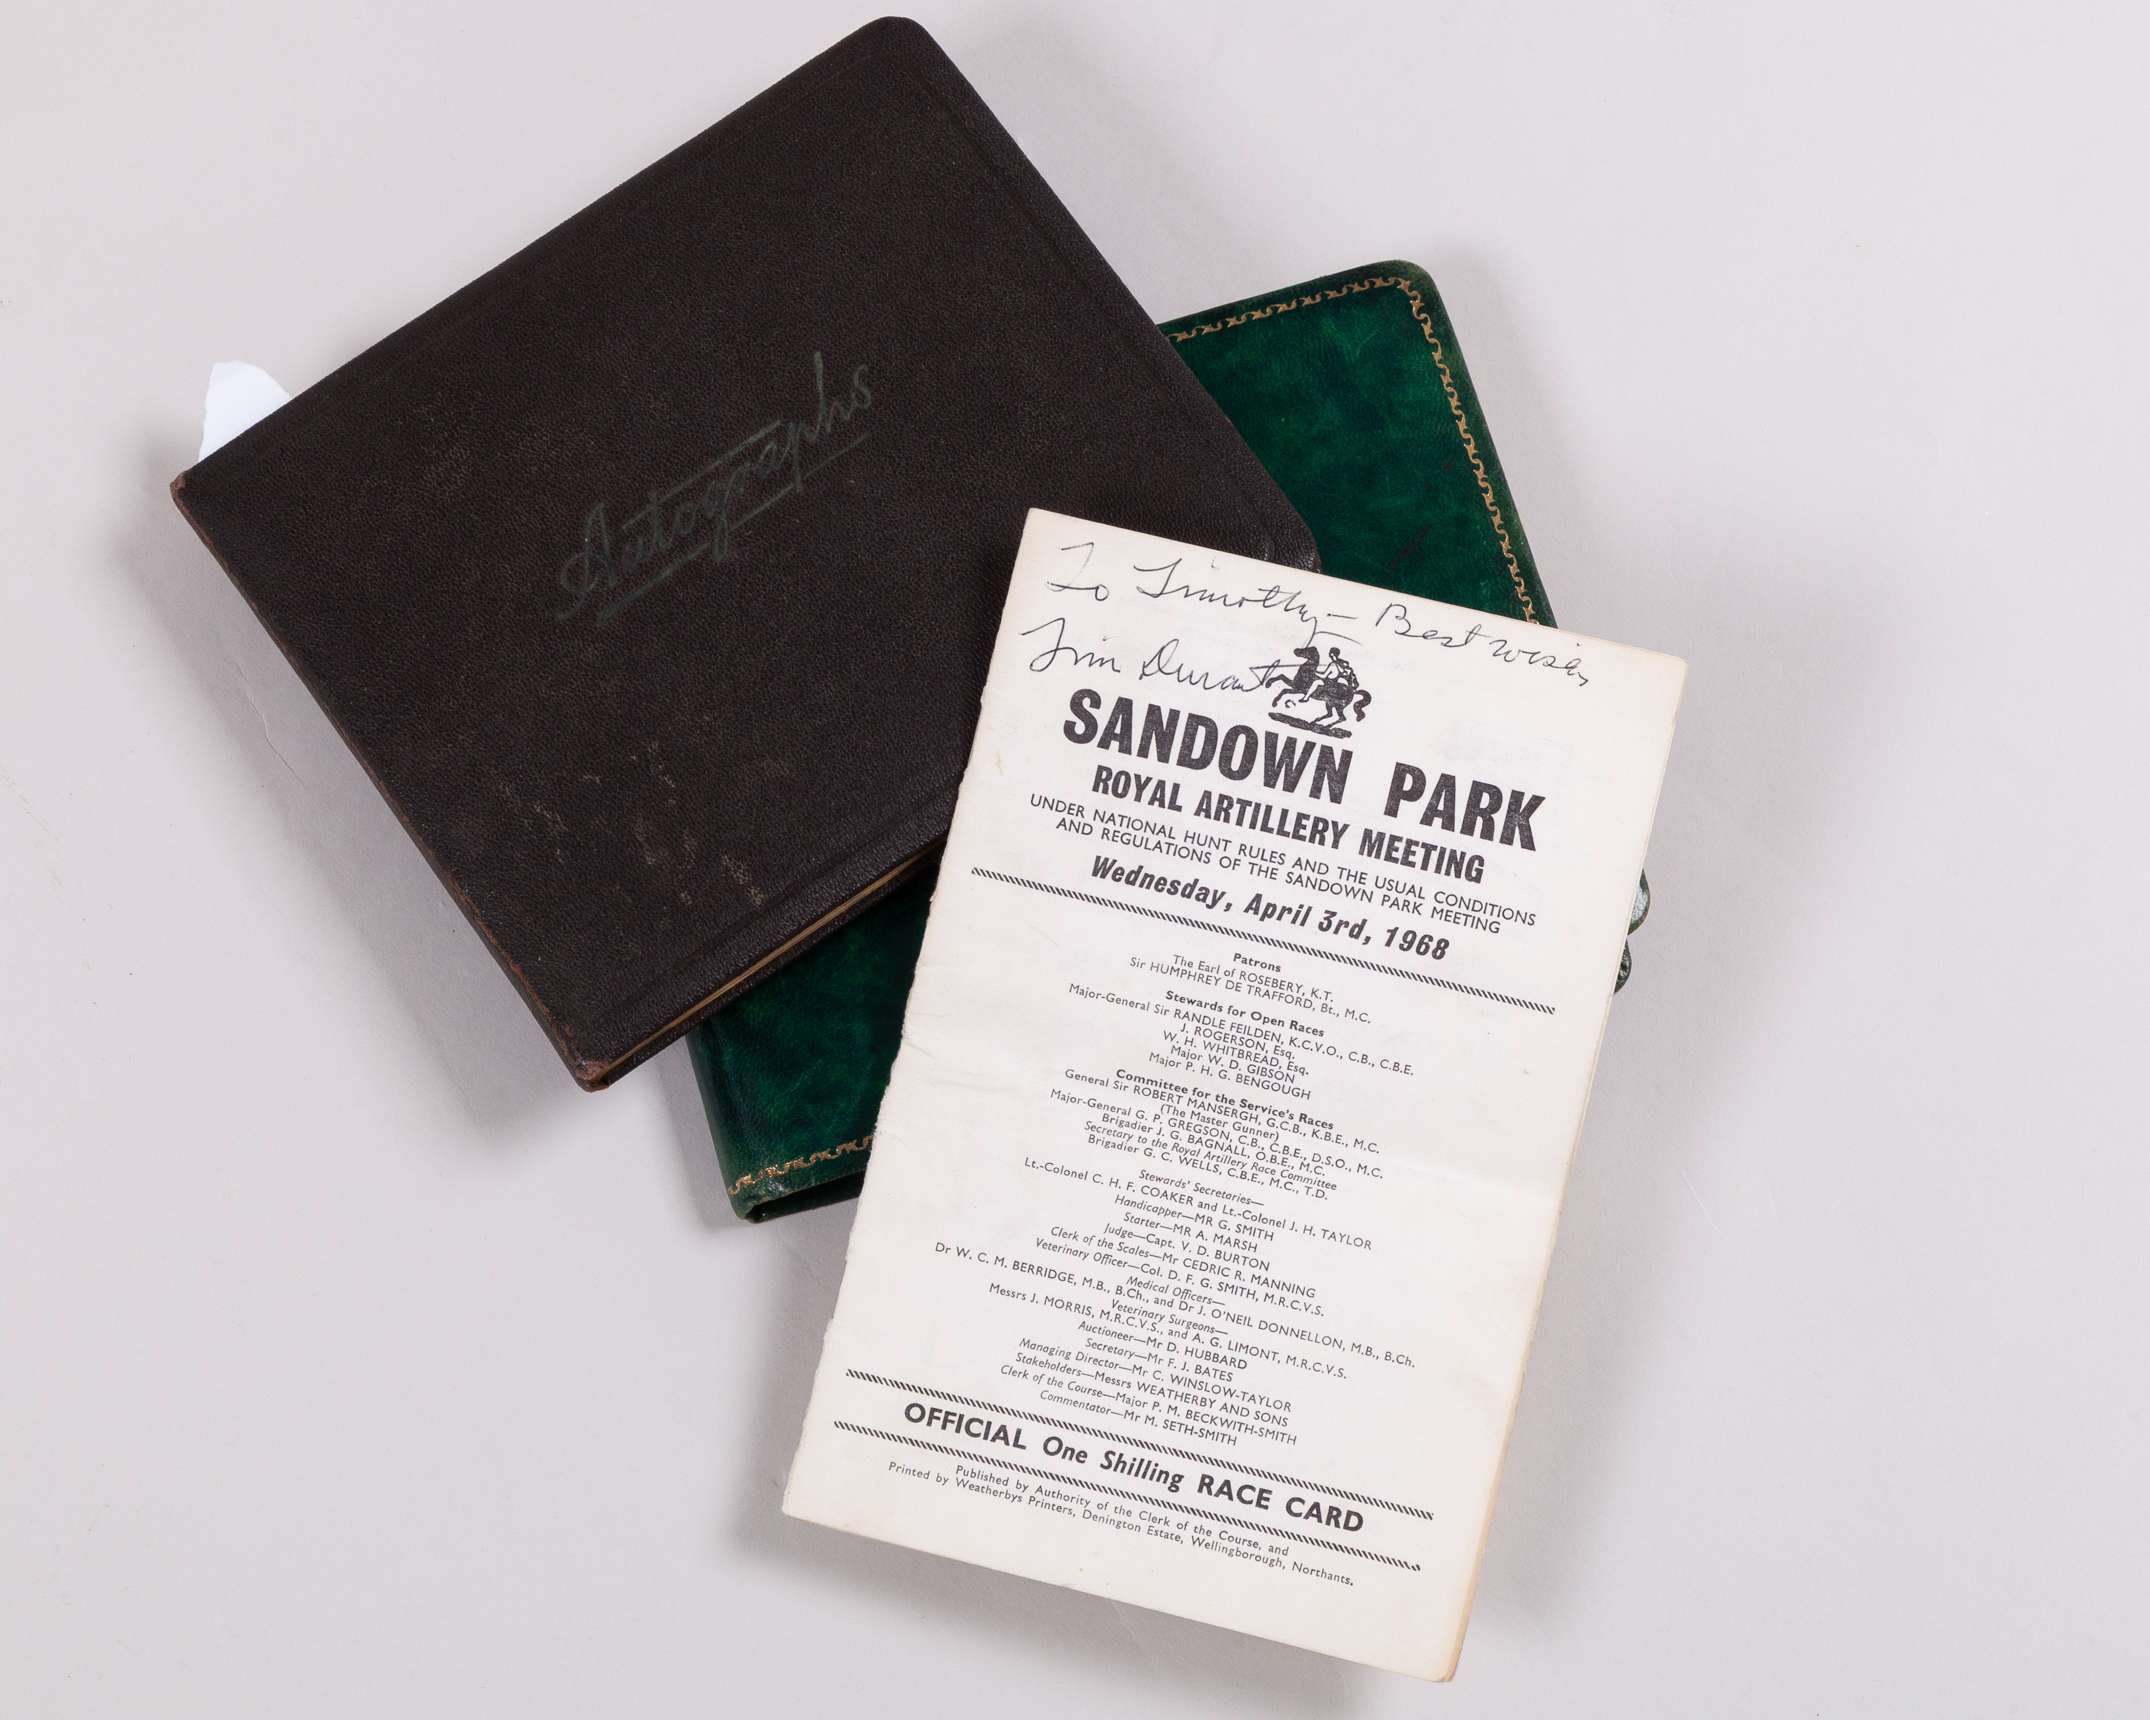 Autographs
To Timothy — Best wishes
Tim Durant
SANDOWN PARK
ROYAL ARTILLERY MEETING
UNDER NATIONAL HUNT RULES AND THE USUAL CONDITIONS
AND REGULATIONS OF THE SANDOWN PARK MEETING
Wednesday, April 3rd, 1968
Patrons
The Earl of ROSEBERY, K.T.
Sir HUMPHREY DE TRAFFORD, Bt., M.C.
Stewards for Open Races
Major-General Sir RANDLE FEILDEN, K.C.V.O., C.B., C.B.E.
J. ROGERSON, Esq.
W. H. WHITBREAD, Esq.
Major W. D. GIBSON
Major P. H. G. BENGOUGH
Committee for the Service's Races
General Sir ROBERT MANSERGH, G.C.B., K.B.E., M.C.
(The Master Gunner)
Major-General G. P. GREGSON, C.B., C.B.E., D.S.O., M.C.
Brigadier J. G. BAGNALL, O.B.E., M.C.
Secretary to the Royal Artillery Race Committee
Brigadier G. C. WELLS, C.B.E., M.C., T.D.
Stewards' Secretaries—
Lt.-Colonel C. H. F. COAKER and Lt.-Colonel J. H. TAYLOR
Handicapper—MR G. SMITH
Starter—MR A. MARSH
Judge—Capt. V. D. BURTON
Clerk of the Scales—Mr CEDRIC R. MANNING
Veterinary Officer—Col. D. F. G. SMITH, M.R.C.V.S.
Medical Officers—
Dr W. C. M. BERRIDGE, M.B., B.Ch., and Dr J. O'NEIL DONNELLON, M.B., B.Ch.
Veterinary Surgeons—
Messrs J. MORRIS, M.R.C.V.S., and A. G. LIMONT, M.R.C.V.S.
Auctioneer—Mr D. HUBBARD
Secretary—Mr F. J. BATES
Managing Director—Mr C. WINSLOW-TAYLOR
Stakeholders—Messrs WEATHERBY AND SONS
Clerk of the Course—Major P. M. BECKWITH-SMITH
Commentator—Mr M. SETH-SMITH
OFFICIAL One Shilling RACE CARD
Published by Authority of the Clerk of the Course, and
Printed by Weatherbys Printers, Denington Estate, Wellingborough, Northants.